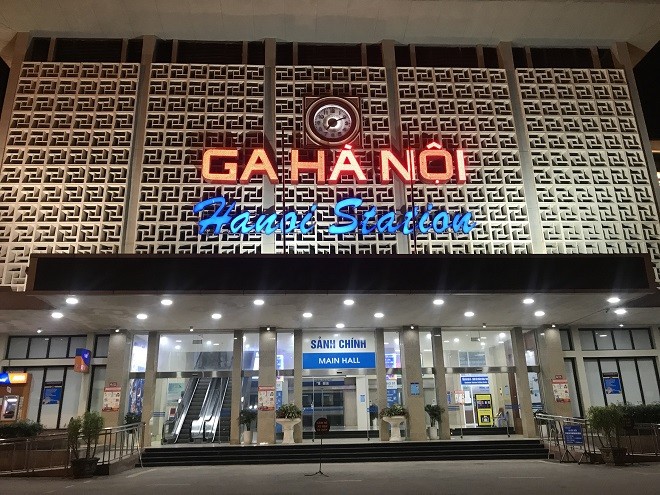 GA HÀ NỘI
Hanoi Station
SẢNH CHÍNH
MAIN HALL